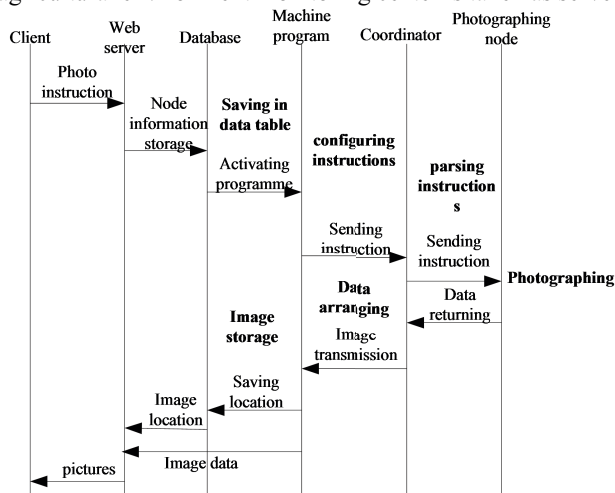 Client
Web
server
Database
Machine
program
Coordinator
Photographing
node
Photo
instruction
Node
information
storage
Saving in
data table
Activating
programme
configuring
instructions
parsing
instruction
s
Sending
instruction
Sending
instruction
Photographing
Data
returning
Data
arranging
Image
transmission
Image
storage
Saving
location
Image
location
Image data
pictures